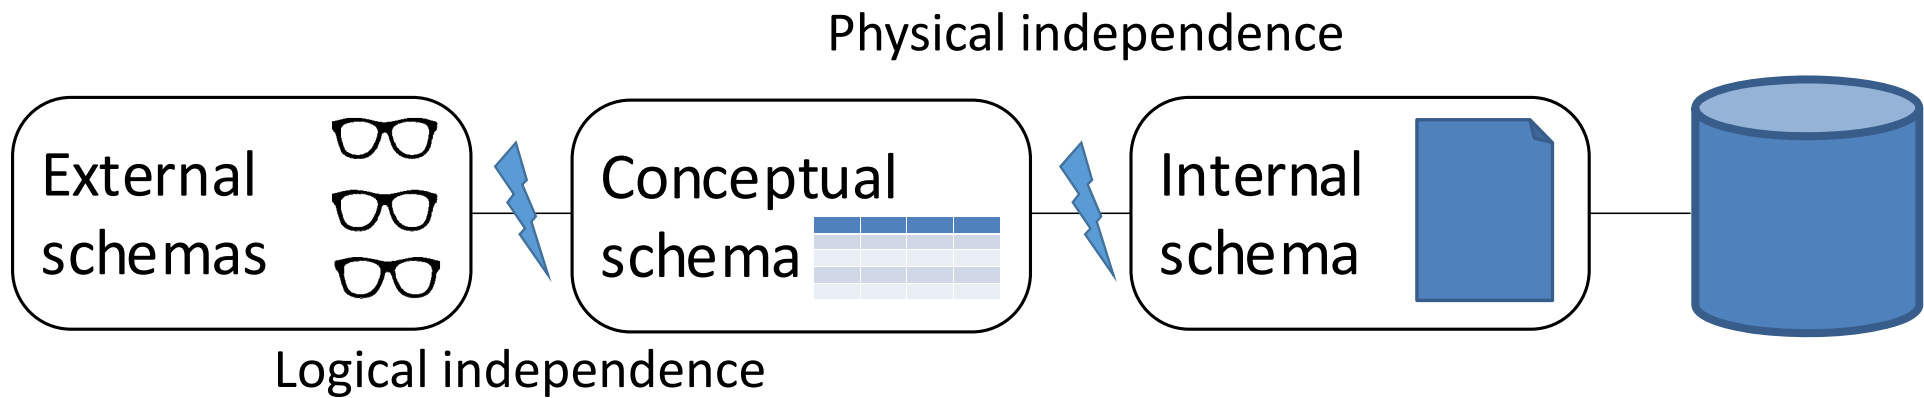 Physical independence
External
schemas
Conceptual
schema
Internal
schema
Logical independence